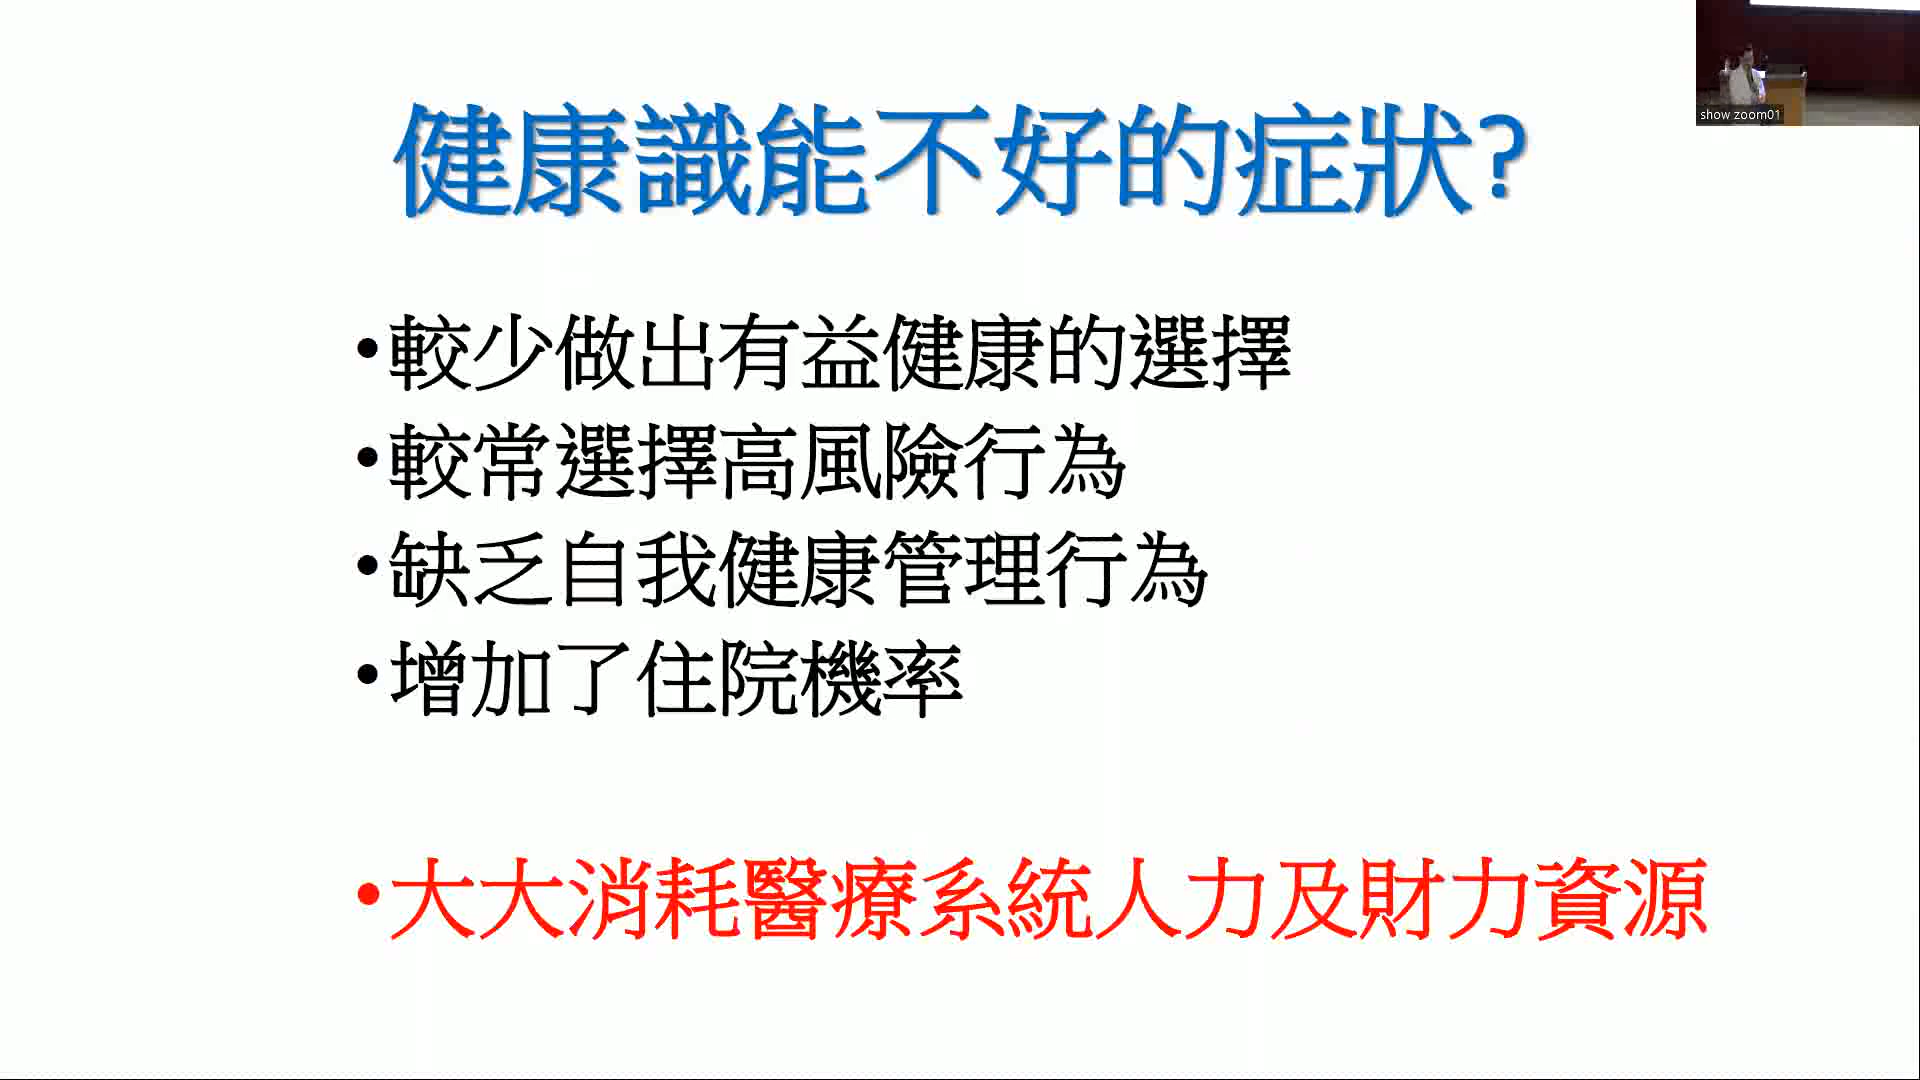 健康識能不好的症狀?
•較少做出有益健康的選擇
•較常選擇高風險行為
•缺乏自我健康管理行為
•增加了住院機率
•大大消耗醫療系統人力及財力資源
show zoom01